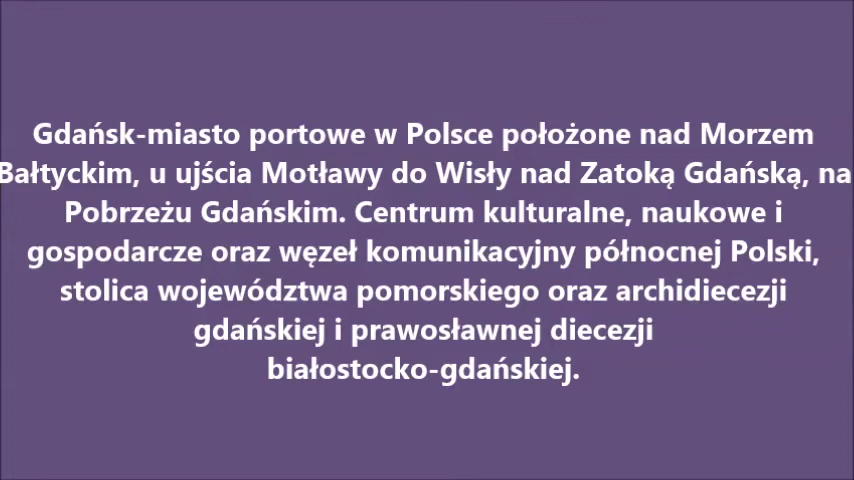 Gdańsk-miasto portowe w Polsce położone nad Morzem
Bałtyckim, u ujścia Motławy do Wisły nad Zatoką Gdańską, na
Pobrzeżu Gdańskim. Centrum kulturalne, naukowe i
gospodarcze oraz węzeł komunikacyjny północnej Polski,
stolica województwa pomorskiego oraz archidiecezji
gdańskiej i prawosławnej diecezji
białostocko-gdańskiej.